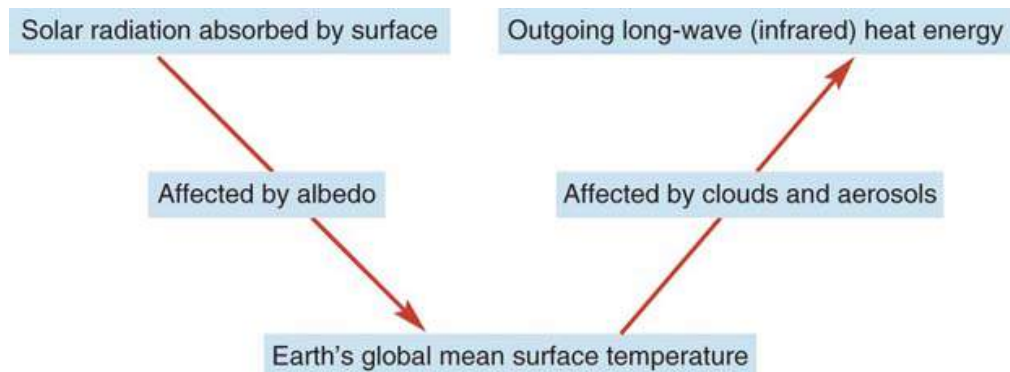 Solar radiation absorbed by surface
Outgoing long-wave (infrared) heat energy
Affected by albedo
Affected by clouds and aerosols
Earth's global mean surface temperature